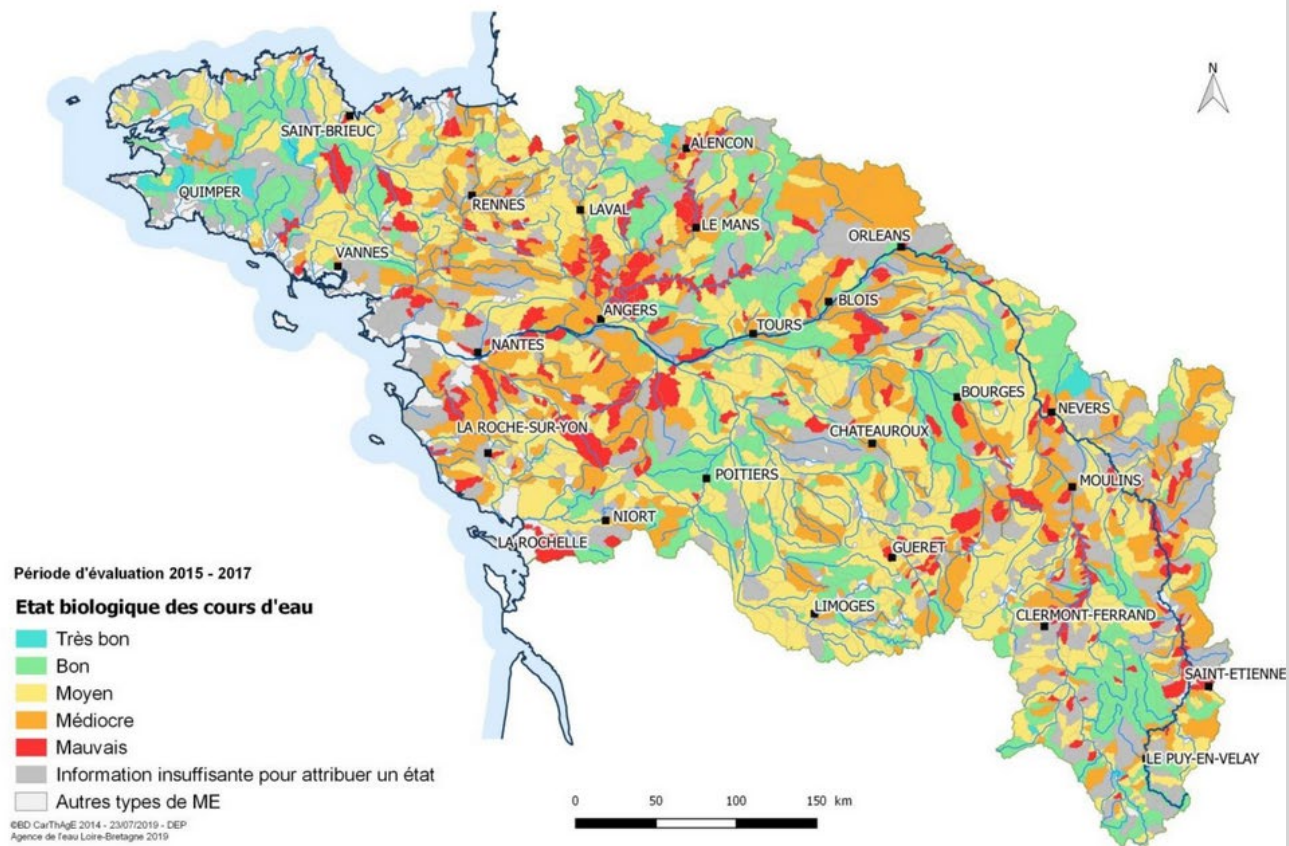 N
ALENCON
SAINT-BRIEUC
QUIMPER
RENNES
LAVAL
LE MANS
ORLEANS
VANNES
BLOIS
ANGERS
TOURS
NANTES
BOURGES
NEVERS
LA ROCHE-SUR-YON
CHATEAUROUX
POITIERS
MOULINS
NIORT
LA ROCHELLE
GUERET
LIMOGES
CLERMONT-FERRAND
SAINT-ETIENNE
LE PUY-EN-VELAY
Période d'évaluation 2015 - 2017
Etat biologique des cours d'eau
Très bon
Bon
Moyen
Médiocre
Mauvais
Information insuffisante pour attribuer un état
Autres types de ME
©BD CarThAgE 2014 - 23/07/2019 - DEP
Agence de l'eau Loire-Bretagne 2019
0 50 100 150 km